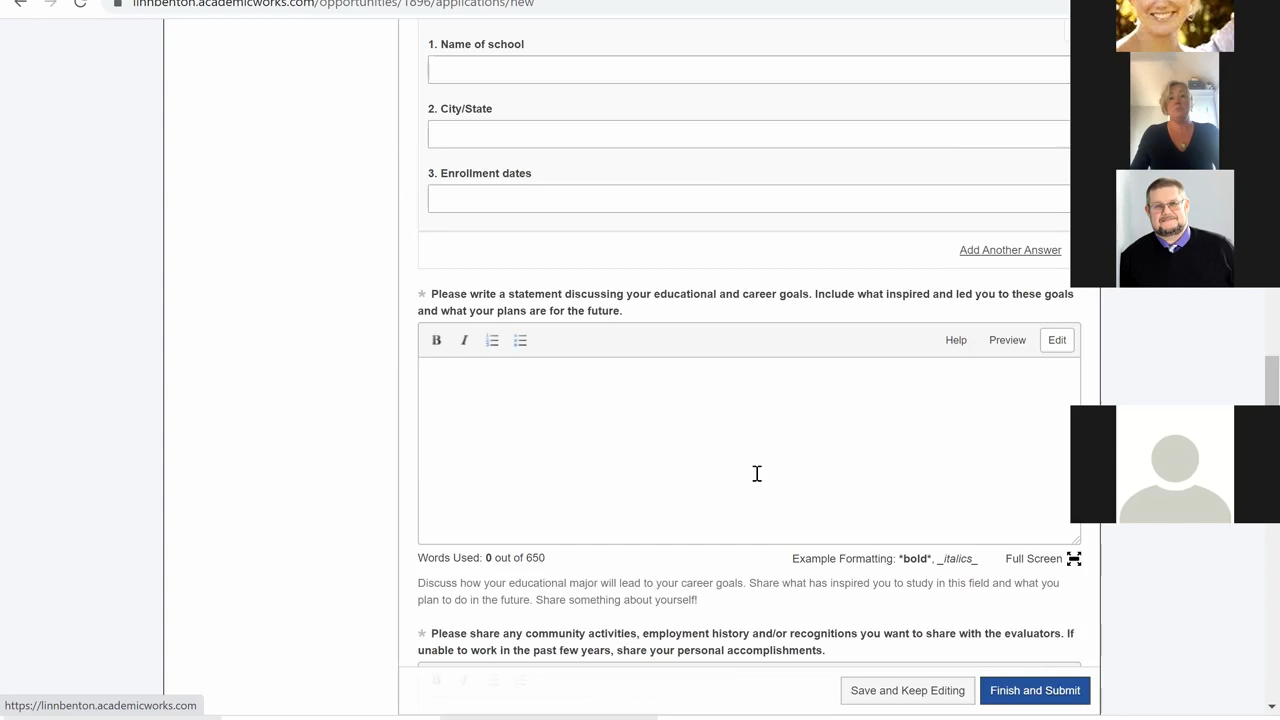 linnbenton.academicworks.com/opportunities/1896/applications/new
1. Name of school
2. City/State
3. Enrollment dates
Add Another Answer
* Please write a statement discussing your educational and career goals. Include what inspired and led you to these goals
and what your plans are for the future.
B I Help Preview Edit
Words Used: 0 out of 650 Example Formatting: *bold*, _italics_ Full Screen
Discuss how your educational major will lead to your career goals. Share what has inspired you to study in this field and what you
plan to do in the future. Share something about yourself!
* Please share any community activities, employment history and/or recognitions you want to share with the evaluators. If
unable to work in the past few years, share your personal accomplishments.
B I
Save and Keep Editing Finish and Submit
https://linnbenton.academicworks.com